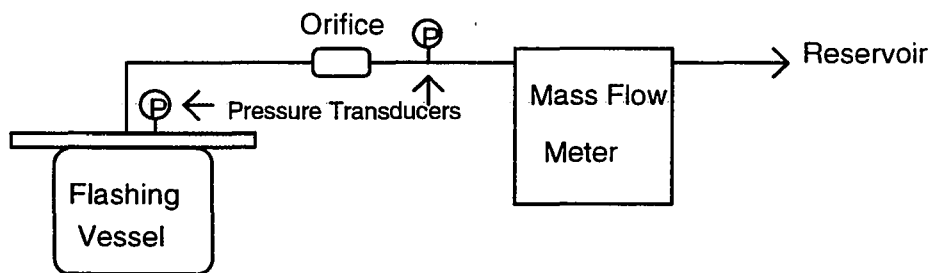 Orifice
P
Reservoir
Mass Flow
Meter
P
Pressure Transducers
Flashing
Vessel